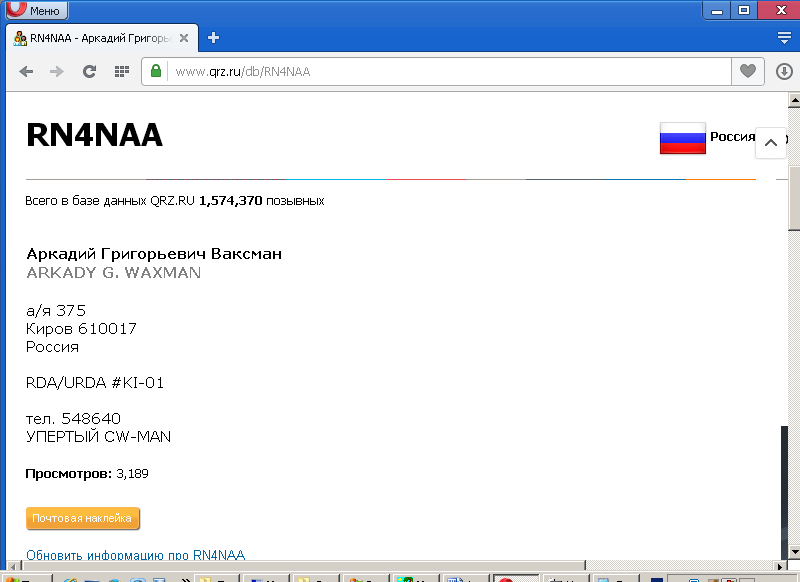 Меню
RN4NAA - Аркадий Григорь
www.qrz.ru/db/RN4NAA
RN4NAA
Россия
Всего в базе данных QRZ.RU 1,574,370 позывных
Аркадий Григорьевич Ваксман
ARKADY G. WAXMAN
а/я 375
Киров 610017
Россия
RDA/URDA #KI-01
тел. 548640
УПЕРТЫЙ CW-MAN
Просмотров: 3,189
Почтовая наклейка
Обновить информацию про RN4NAA